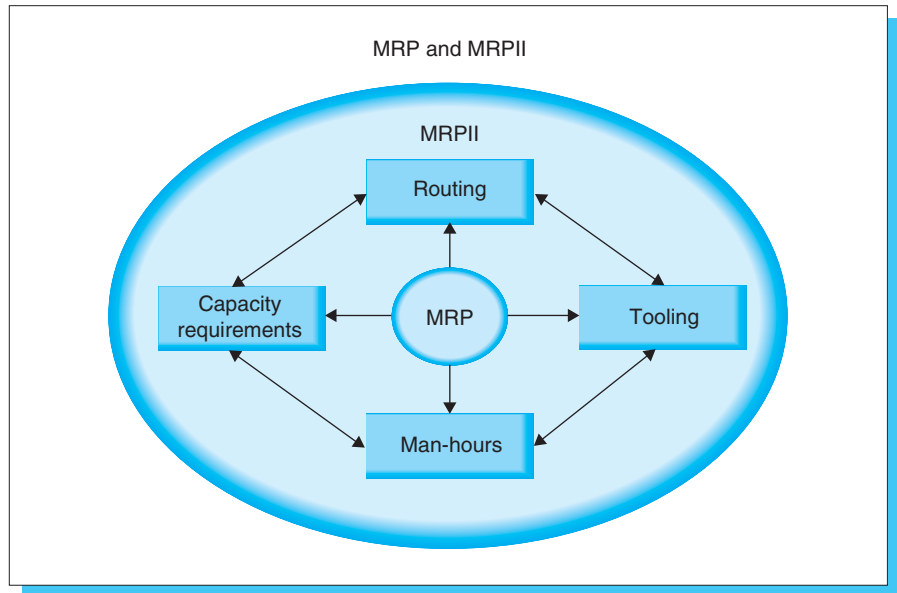 MRP and MRPII
MRPII
Routing
Capacity
requirements
MRP
Tooling
Man-hours